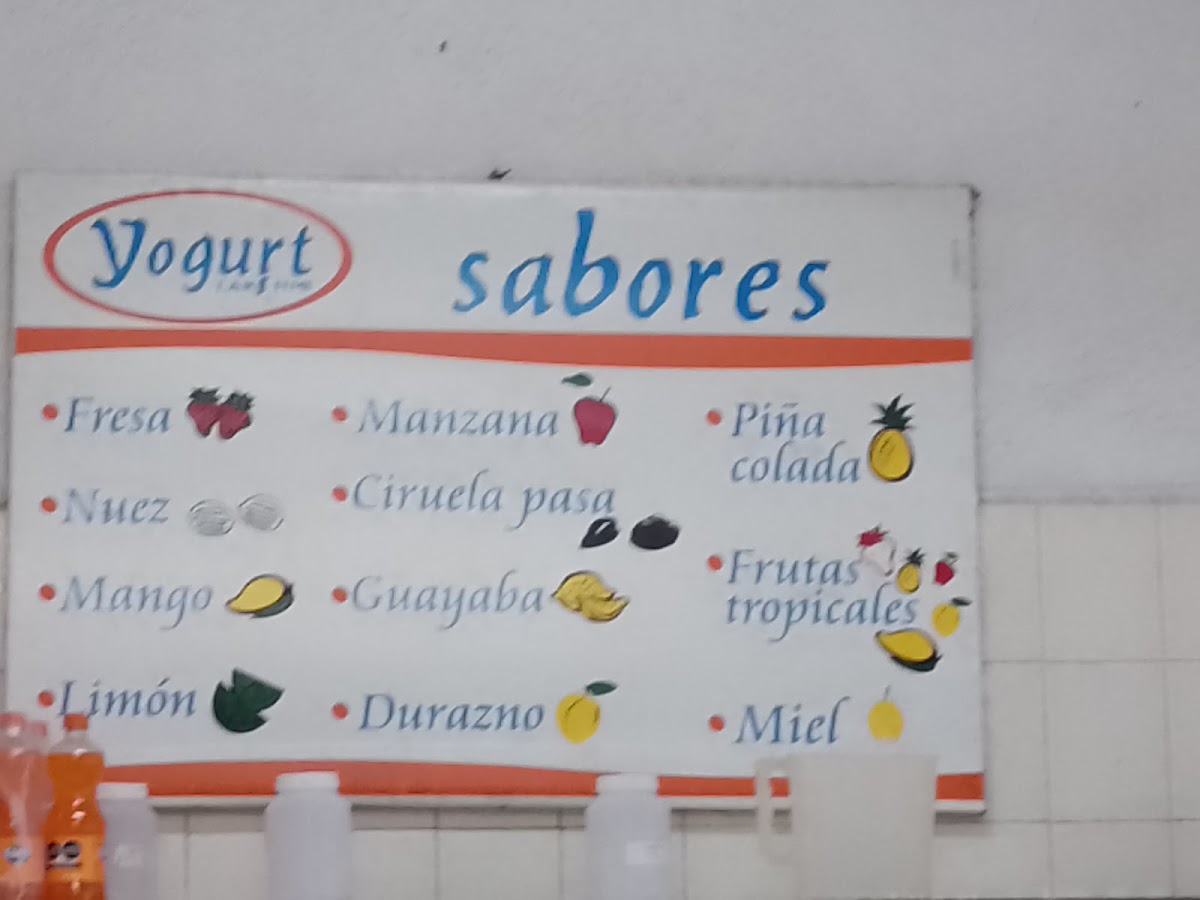 Yogurt
sabores
• Fresa
• Nuez
• Mango
• Limón
• Manzana
• Ciruela pasa
• Guayaba
• Durazno
• Piña
colada
• Frutas
tropicales
• Miel